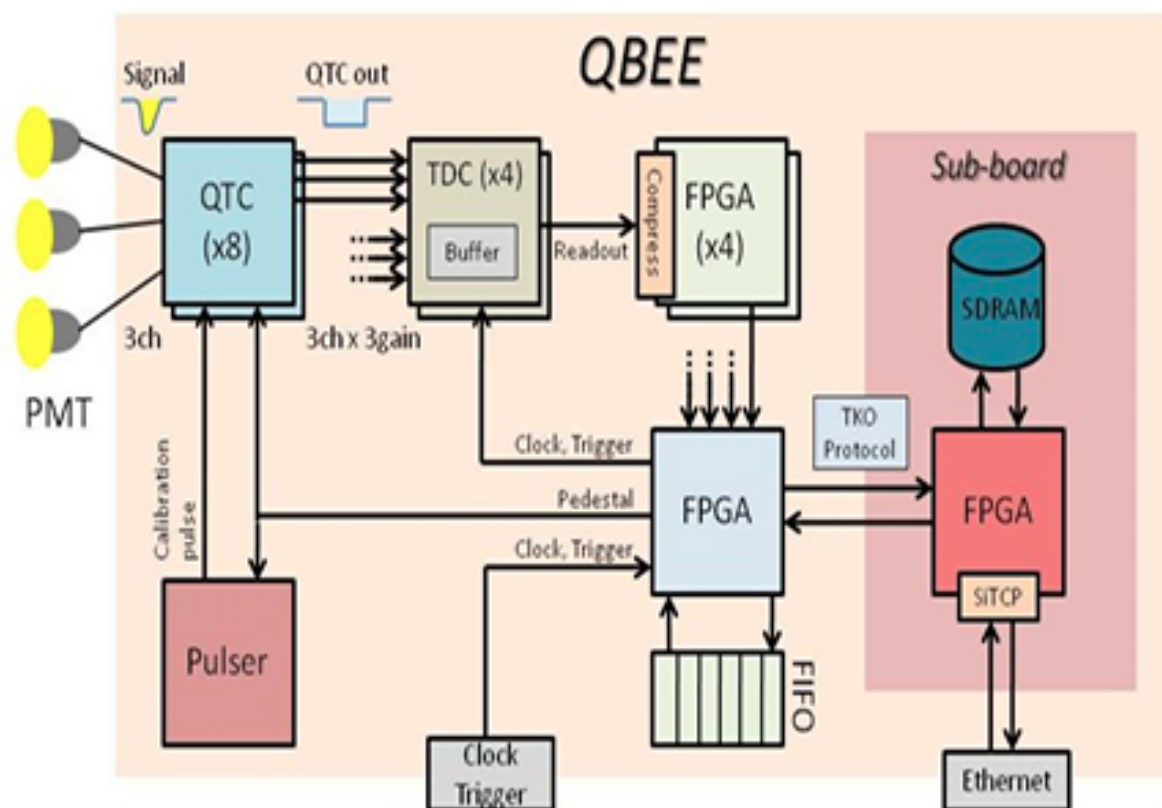 QBEE
Signal
QTC out
Sub-board
QTC
(x8)
TDC (x4)
Buffer
Readout
Compress
FPGA
(x4)
SDRAM
3ch
3ch x 3gain
PMT
TKO
Protocol
Clock, Trigger
Pedestal
Clock, Trigger
FPGA
FPGA
SiTCP
Calibration
pulse
Pulser
FIFO
Clock
Trigger
Ethernet